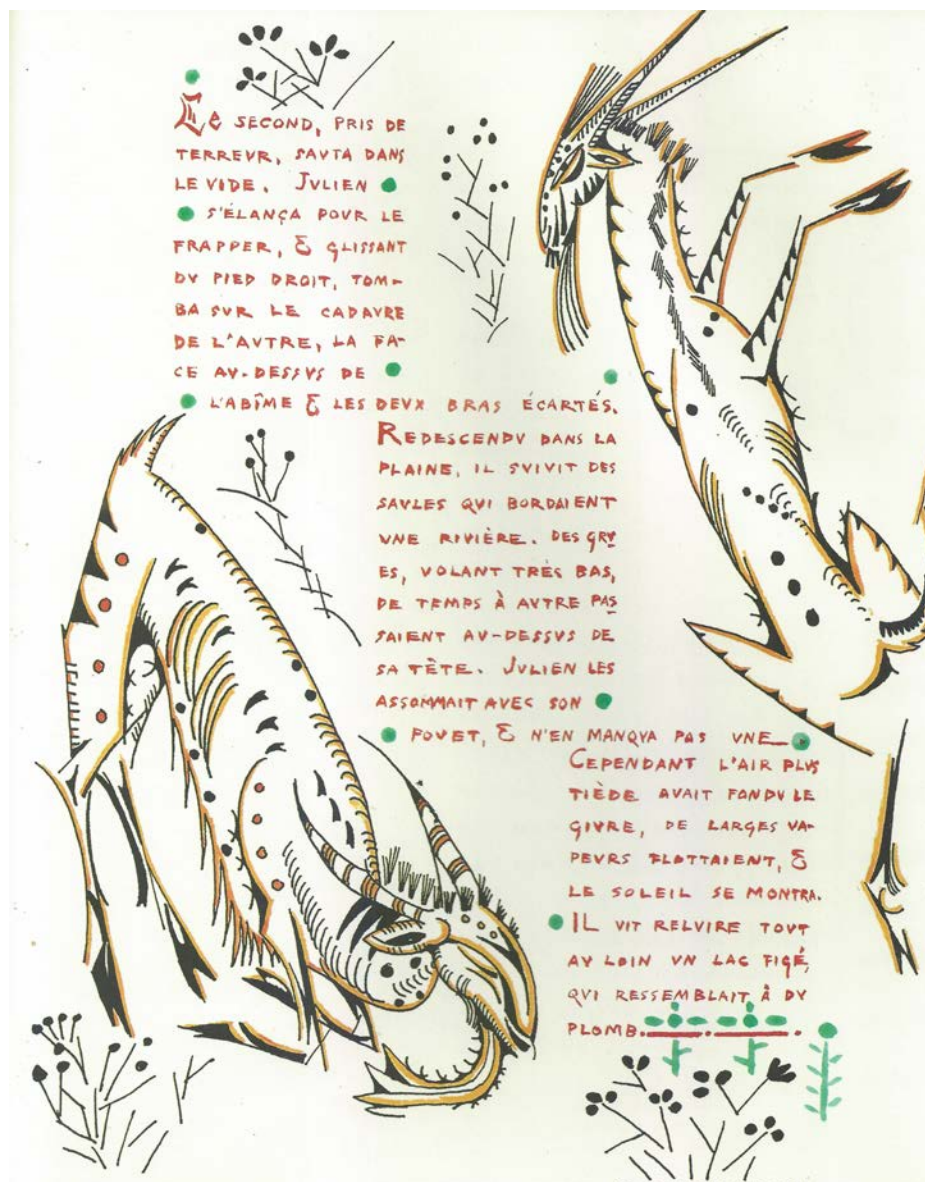 Le SECOND, PRIS DE
TERREVR, SAVTA DANS
LE VIDE. JULIEN
S'ÉLANÇA POVR LE
FRAPPER, & GLISSANT
DV PIED DROIT, TOM-
BA SVR LE CADAVRE
DE L'AVTRE, LA FA-
CE AV-DESSVS DE
L'ABÎME & LES DEVX BRAS ÉCARTÉS.
REDESCENDV DANS LA
PLAINE, IL SVIVIT DES
SAVLES QVI BORDAIENT
VNE RIVIÈRE. DES GRV
ES, VOLANT TRÈS BAS,
DE TEMPS À AVTRE PAS
SAIENT AV-DESSVS DE
SA TÊTE. JULIEN LES
ASSOMMAIT AVEC SON
FOVET, & N'EN MANQVA PAS VNE
CEPENDANT L'AIR PLVS
TIÈDE AVAIT FONDV LE
GIVRE, DE LARGES VA-
PEVRS FLOTTAIENT, &
LE SOLEIL SE MONTRA.
IL VIT RELVIRE TOVT
AV LOIN VN LAC FIGÉ,
QVI RESSEMBLAIT À DV
PLOMB.